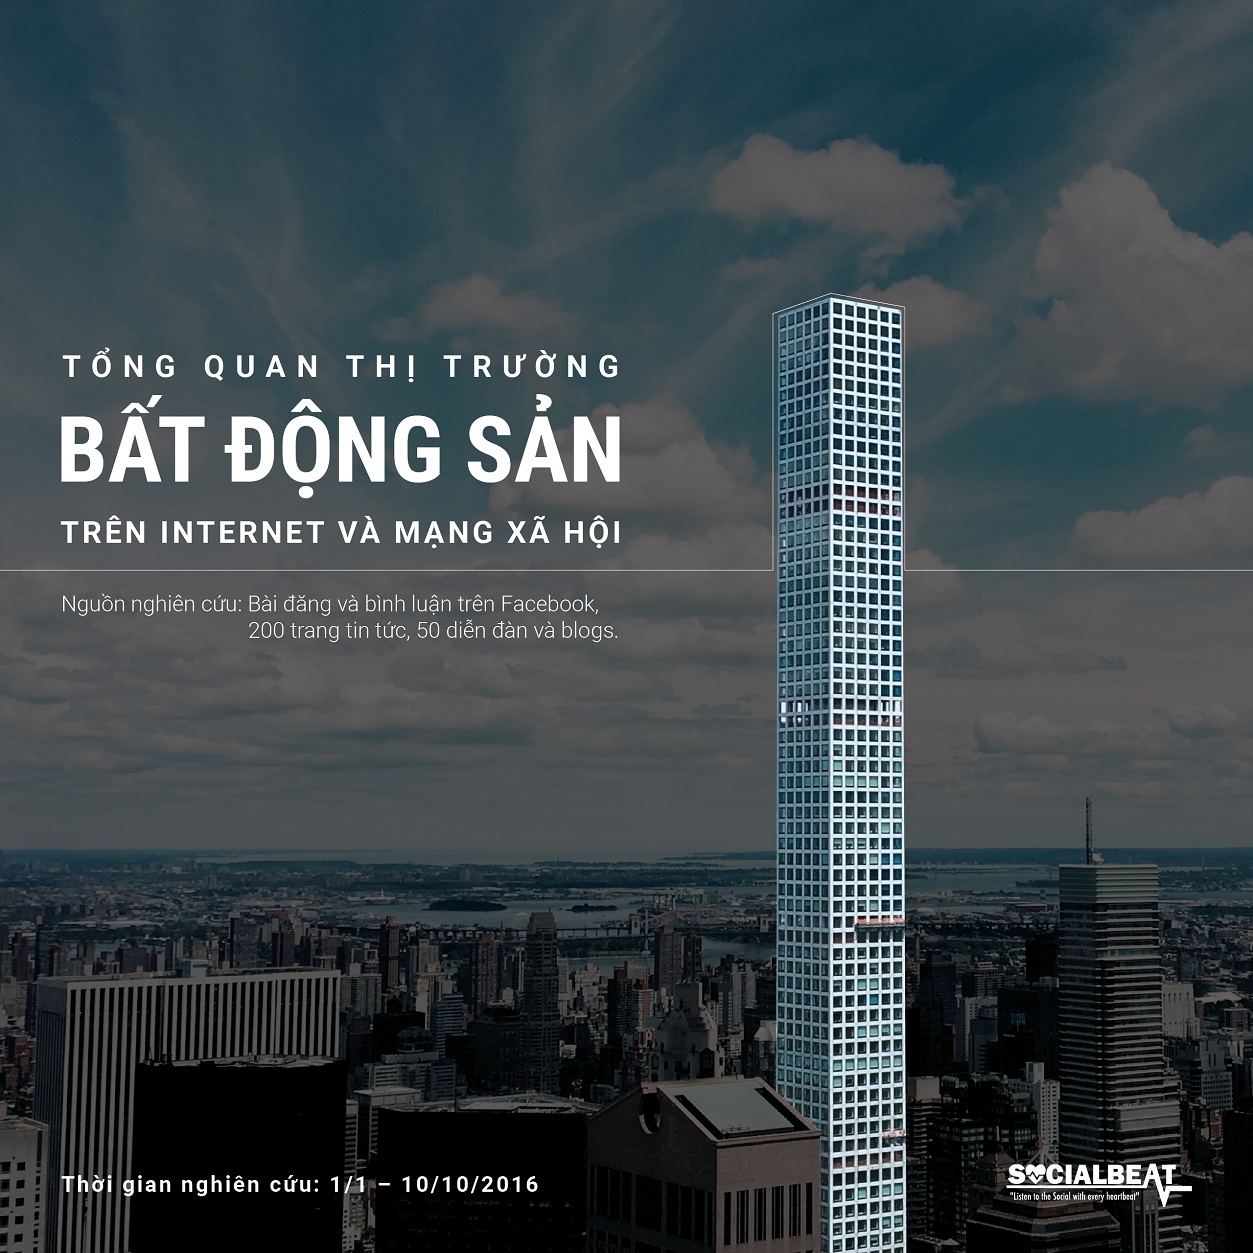 TỔNG QUAN THỊ TRƯỜNG
BẤT ĐỘNG SẢN
TRÊN INTERNET VÀ MẠNG XÃ HỘI
Nguồn nghiên cứu: Bài đăng và bình luận trên Facebook,
200 trang tin tức, 50 diễn đàn và blogs.
Thời gian nghiên cứu: 1/1 – 10/10/2016
SOCIALBEAT
"Listen to the Social with every heartbeat"